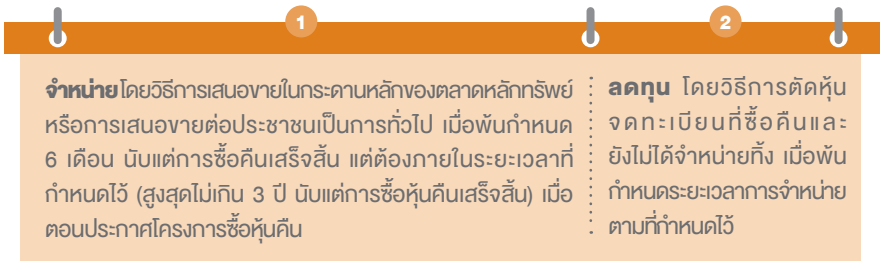 1
จำหน่ายโดยวิธีการเสนอขายในกระดานหลักของตลาดหลักทรัพย์
หรือการเสนอขายต่อประชาชนเป็นการทั่วไป เมื่อพ้นกำหนด
6 เดือน นับแต่การซื้อคืนเสร็จสิ้น แต่ต้องภายในระยะเวลาที่
กำหนดไว้ (สูงสุดไม่เกิน 3 ปี นับแต่การซื้อหุ้นคืนเสร็จสิ้น) เมื่อ
ตอนประกาศโครงการซื้อหุ้นคืน
2
ลดทุน โดยวิธีการตัดหุ้น
จดทะเบียนที่ซื้อคืนและ
ยังไม่ได้จำหน่ายทิ้ง เมื่อพ้น
กำหนดระยะเวลาการจำหน่าย
ตามที่กำหนดไว้